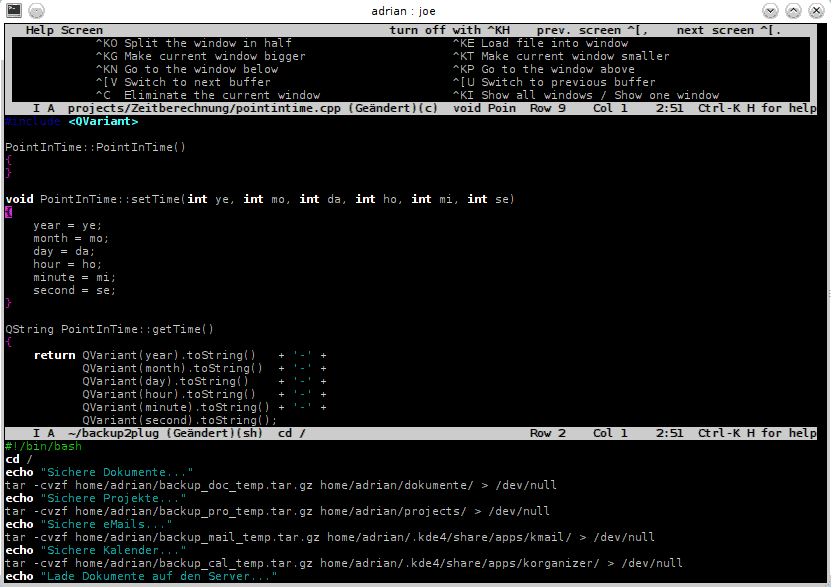 adrian : joe
Help Screen turn off with ^KH prev. screen ^[, next screen ^[.
^KO Split the window in half ^KE Load file into window
^KG Make current window bigger ^KT Make current window smaller
^KN Go to the window below ^KP Go to the window above
^[V Switch to next buffer ^[U Switch to previous buffer
^C Eliminate the current window ^KI Show all windows / Show one window
I A projects/Zeitberechnung/pointintime.cpp (Geändert)(c) void Poin Row 9 Col 1 2:51 Ctrl-K H for help
#include <QVariant>
PointInTime::PointInTime()
{
}
void PointInTime::setTime(int ye, int mo, int da, int ho, int mi, int se)
{
year = ye;
month = mo;
day = da;
hour = ho;
minute = mi;
second = se;
}
QString PointInTime::getTime()
{
return QVariant(year).toString() + '-' +
QVariant(month).toString() + '-' +
QVariant(day).toString() + '-' +
QVariant(hour).toString() + '-' +
QVariant(minute).toString() + '-' +
QVariant(second).toString();
I A ~/backup2plug (Geändert)(sh) cd / Row 2 Col 1 2:51 Ctrl-K H for help
#!/bin/bash
cd /
echo "Sichere Dokumente..."
tar -cvzf home/adrian/backup_doc_temp.tar.gz home/adrian/dokumente/ > /dev/null
echo "Sichere Projekte..."
tar -cvzf home/adrian/backup_pro_temp.tar.gz home/adrian/projects/ > /dev/null
echo "Sichere eMails..."
tar -cvzf home/adrian/backup_mail_temp.tar.gz home/adrian/.kde4/share/apps/kmail/ > /dev/null
echo "Sichere Kalender..."
tar -cvzf home/adrian/backup_cal_temp.tar.gz home/adrian/.kde4/share/apps/korganizer/ > /dev/null
echo "Lade Dokumente auf den Server..."